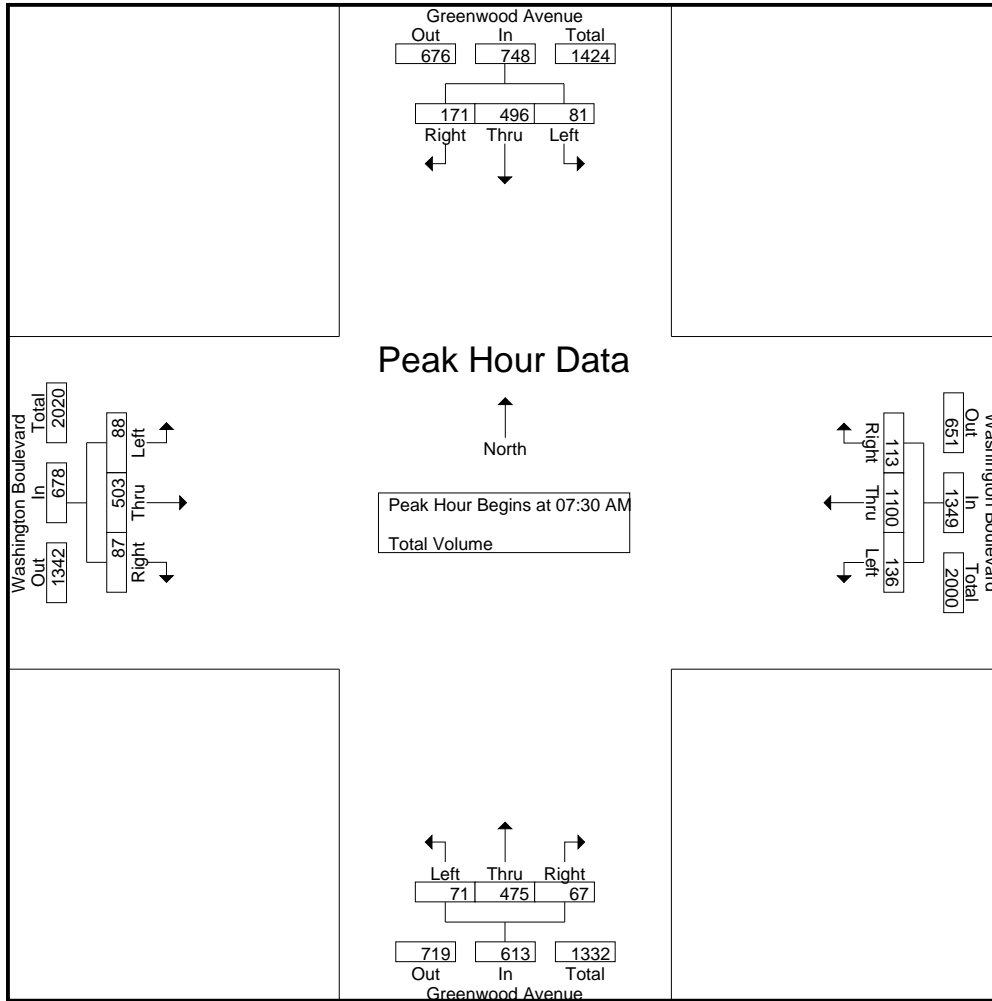 Greenwood Avenue
Out In Total
676 748 1424
171 496 81
Right Thru Left
Peak Hour Data
North
Peak Hour Begins at 07:30 AM
Total Volume
Washington Boulevard
Out In Total
1342 678 2020
88 503 87
Left Thru Right
Washington Boulevard
Out In Total
651 1349 2000
113 1100 136
Right Thru Left
Left Thru Right
71 475 67
719 613 1332
Out In Total
Greenwood Avenue